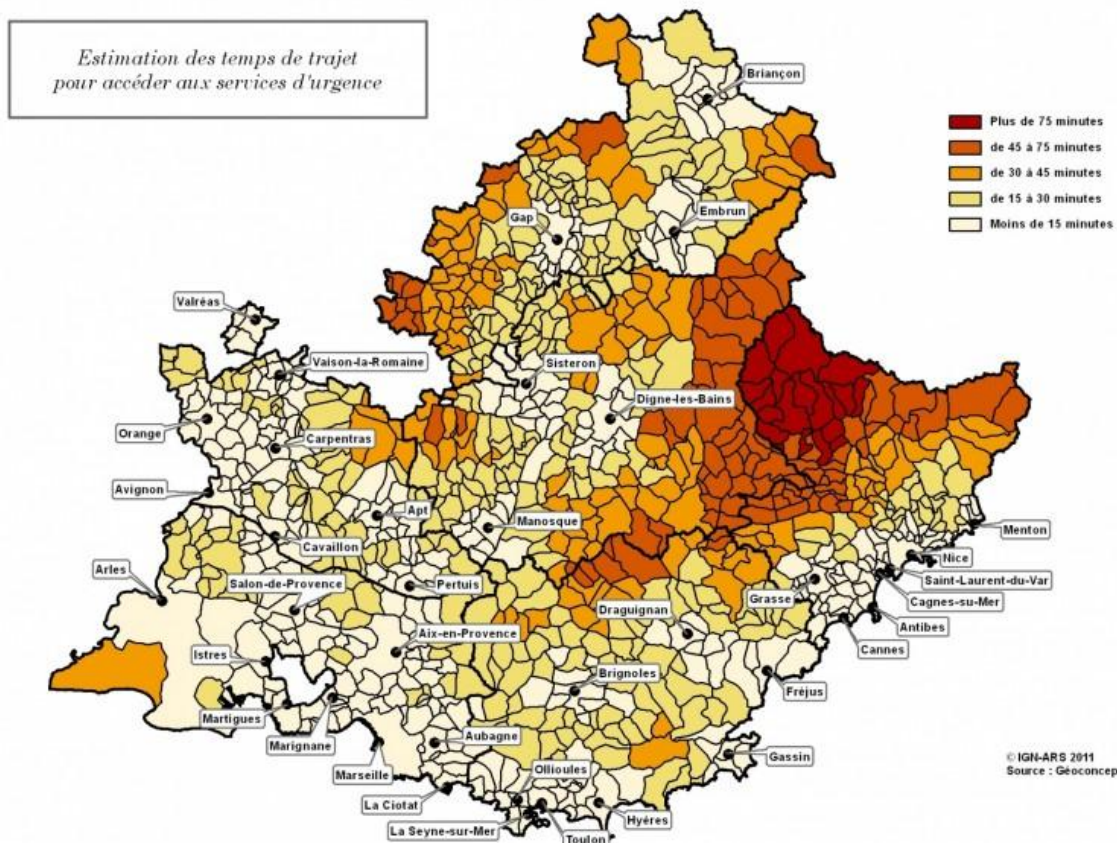 Estimation des temps de trajet
pour accéder aux services d'urgence
Briançon
Plus de 75 minutes
de 45 à 75 minutes
de 30 à 45 minutes
de 15 à 30 minutes
Moins de 15 minutes
Gap
Embrun
Valréas
Vaison-la-Romaine
Sisteron
Digne-les-Bains
Orange
Carpentras
Avignon
Apt
Manosque
Menton
Cavaillon
Nice
Arles
Salon-de-Provence
Pertuis
Grasse
Saint-Laurent-du-Var
Cagnes-su-Mer
Draguignan
Antibes
Aix-en-Provence
Cannes
Istres
Brignoles
Fréjus
Martigues
Marignane
Aubagne
Gassin
Marseille
Ollioules
La Ciotat
Hyéres
La Seyne-sur-Mer
Toulon
© IGN-ARS 2011
Source : Géoconcep